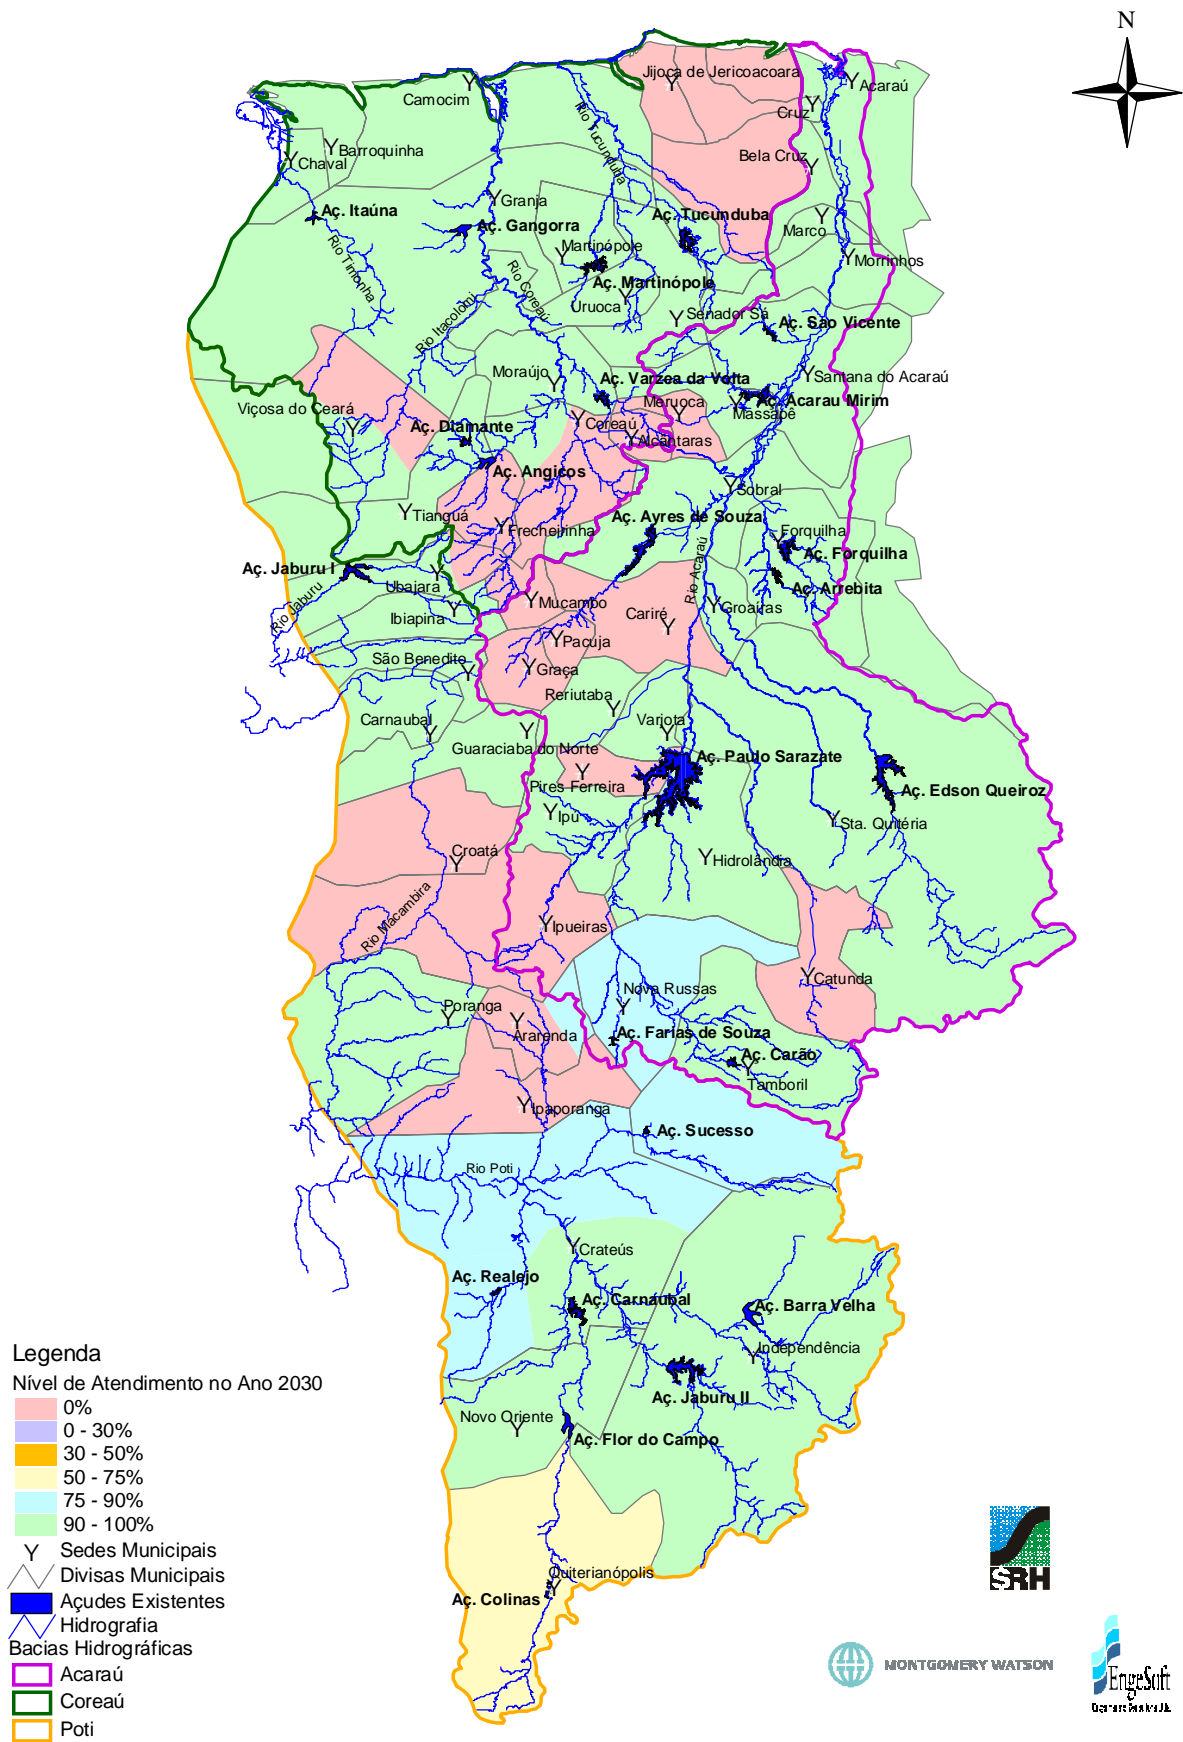 N
Jijoca de Jericoacoara
Acaraú
Camocim
Cruz
Rio Tucunduba
Barroquinha
Chaval
Bela Cruz
Granja
Aç. Itaúna
Aç. Gangorra
Aç. Tucunduba
Marco
Martinópole
Morrinhos
Rio Timonha
Rio Coreaú
Aç. Martinópole
Uruoca
Rio Itacolomi
Senador Sá
Aç. São Vicente
Moraújo
Aç. Varzea da Volta
Santana do Acaraú
Viçosa do Ceará
Meruoca
Aç. Acarau Mirim
Massapê
Aç. Diamante
Coreaú
Alcântaras
Aç. Angicos
Sobral
Tianguá
Aç. Ayres de Souza
Frecheirinha
Forquilha
Aç. Forquilha
Aç. Jaburu I
Rio Jaburu
Ubajara
Rio Acaraú
Aç. Arrebita
Ibiapina
Muçambo
Cariré
Groaíras
Pacuja
São Benedito
Graça
Reriutaba
Carnaubal
Variota
Guaraciaba do Norte
Aç. Paulo Sarazate
Pires Ferreira
Aç. Edson Queiroz
Ipú
Sta. Quitéria
Croatá
Hidrolândia
Rio Macambira
Ipueiras
Catunda
Nova Russas
Poranga
Ararenda
Aç. Farias de Souza
Aç. Carão
Tamboril
Ipaporanga
Aç. Sucesso
Rio Poti
Crateús
Aç. Realejo
Aç. Carnaubal
Aç. Barra Velha
Independência
Aç. Jaburu II
Novo Oriente
Aç. Flor do Campo
Quiterianópolis
Aç. Colinas
Legenda
Nível de Atendimento no Ano 2030
0%
0 - 30%
30 - 50%
50 - 75%
75 - 90%
90 - 100%
Sedes Municipais
Divisas Municipais
Açudes Existentes
Hidrografia
Bacias Hidrográficas
Acaraú
Coreaú
Poti
SRH
MONTGOMERY WATSON
EngeSoft